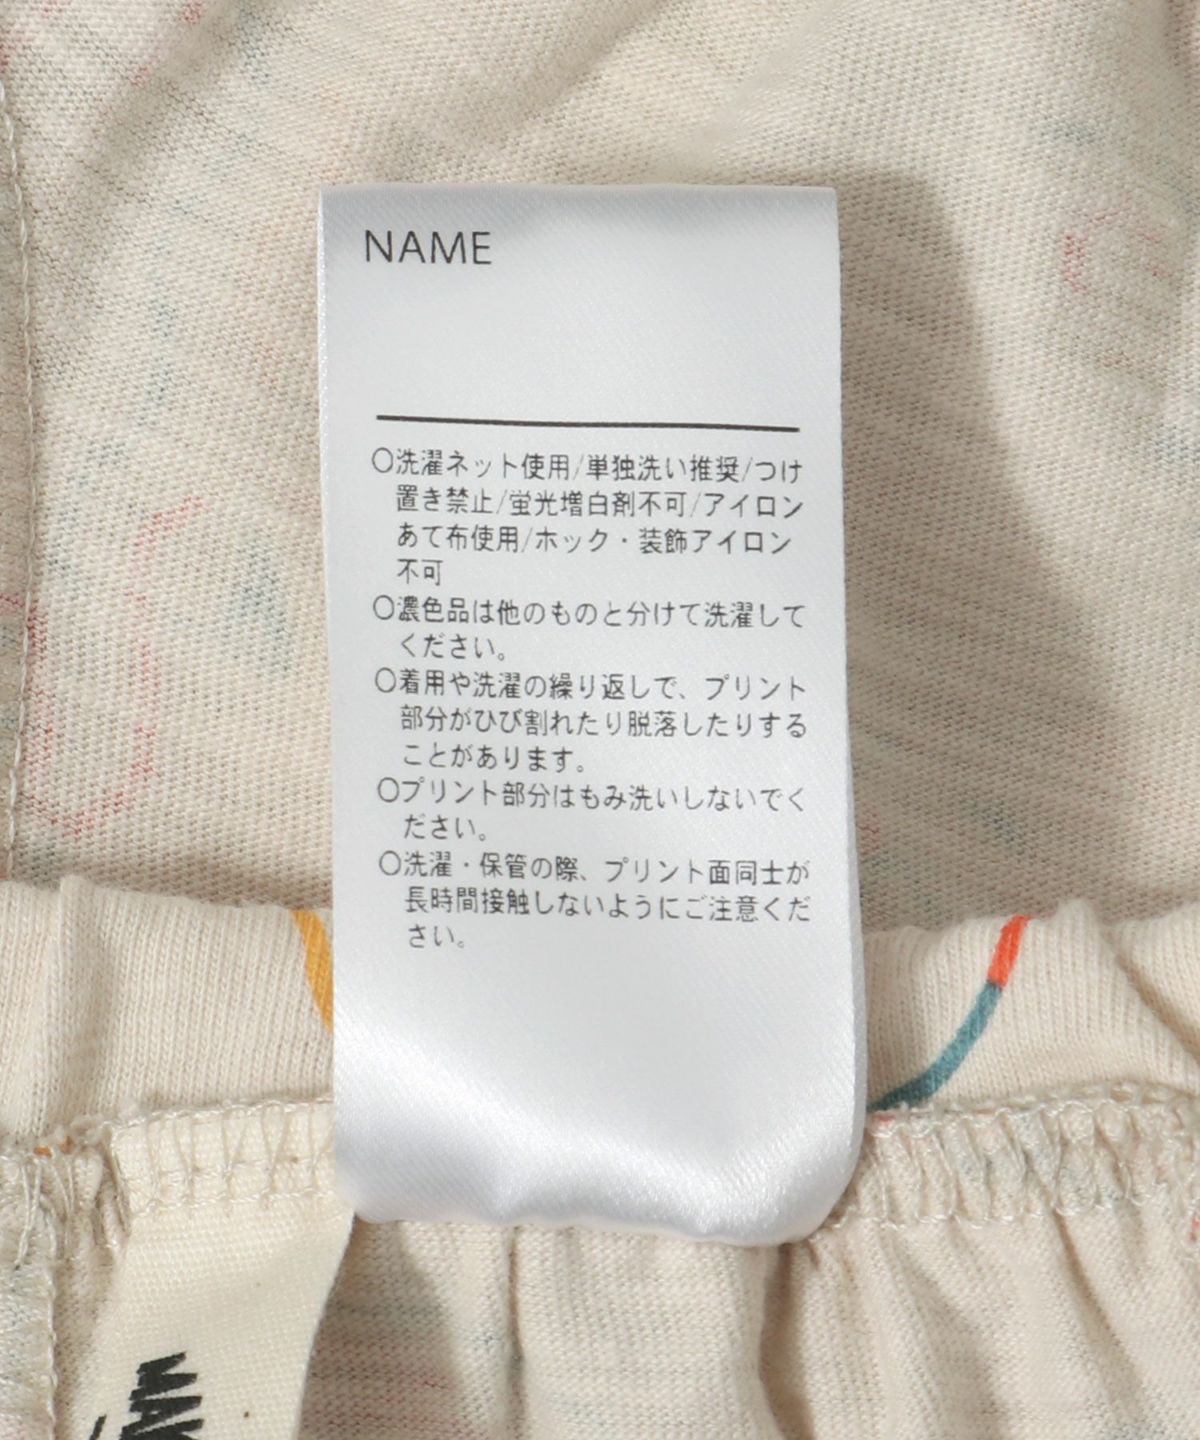 NAME
○洗濯ネット使用/単独洗い推奨/つけ
置き禁止/蛍光増白剤不可/アイロン
あて布使用/ホック・装飾アイロン
不可
○濃色品は他のものと分けて洗濯して
ください。
○着用や洗濯の繰り返しで、プリント
部分がひび割れたり脱落したりする
ことがあります。
○プリント部分はもみ洗いしないでく
ださい。
○洗濯・保管の際、プリント面同士が
長時間接触しないようにご注意くだ
さい。